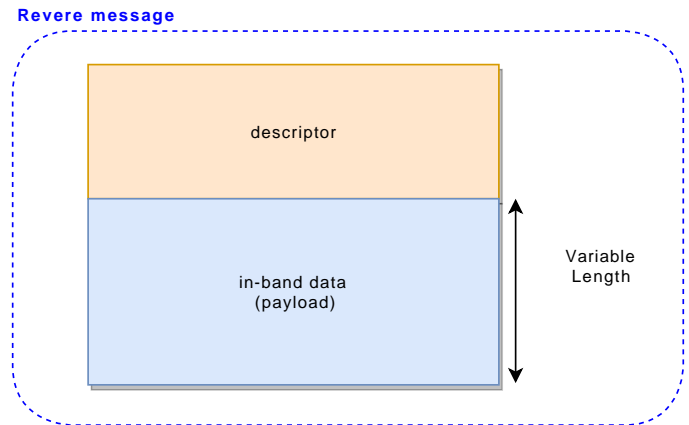 Revere message
descriptor
in-band data
(payload)
Variable
Length